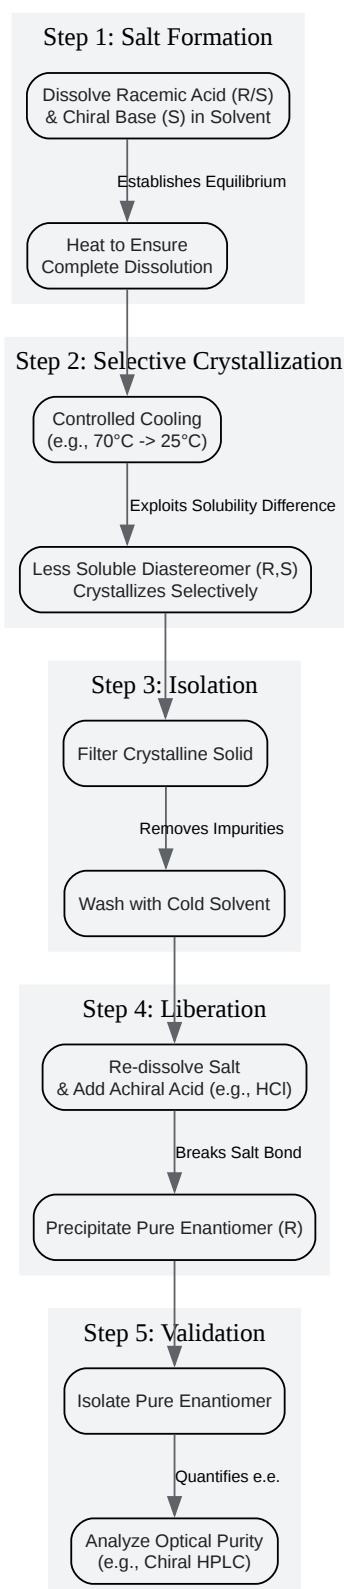 Step 1: Salt Formation
Dissolve Racemic Acid (R/S)
& Chiral Base (S) in Solvent
Establishes Equilibrium
Heat to Ensure
Complete Dissolution
Step 2: Selective Crystallization
Controlled Cooling
(e.g., 70°C -> 25°C)
Exploits Solubility Difference
Less Soluble Diastereomer (R,S)
Crystallizes Selectively
Step 3: Isolation
Filter Crystalline Solid
Removes Impurities
Wash with Cold Solvent
Step 4: Liberation
Re-dissolve Salt
& Add Achiral Acid (e.g., HCl)
Breaks Salt Bond
Precipitate Pure Enantiomer (R)
Step 5: Validation
Isolate Pure Enantiomer
Quantifies e.e.
Analyze Optical Purity
(e.g., Chiral HPLC)